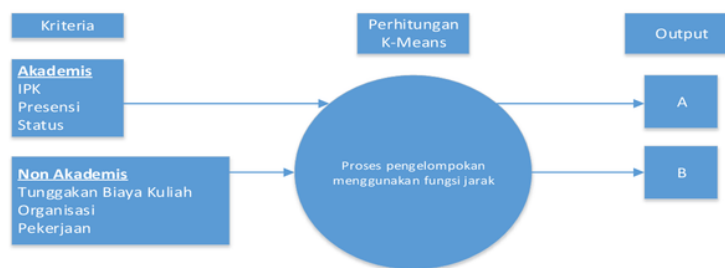 Kriteria
Perhitungan
K-Means
Output
Akademis
IPK
Presensi
Status
Non Akademis
Tunggakan Biaya Kuliah
Organisasi
Pekerjaan
Proses pengelompokan
menggunakan fungsi jarak
A
B